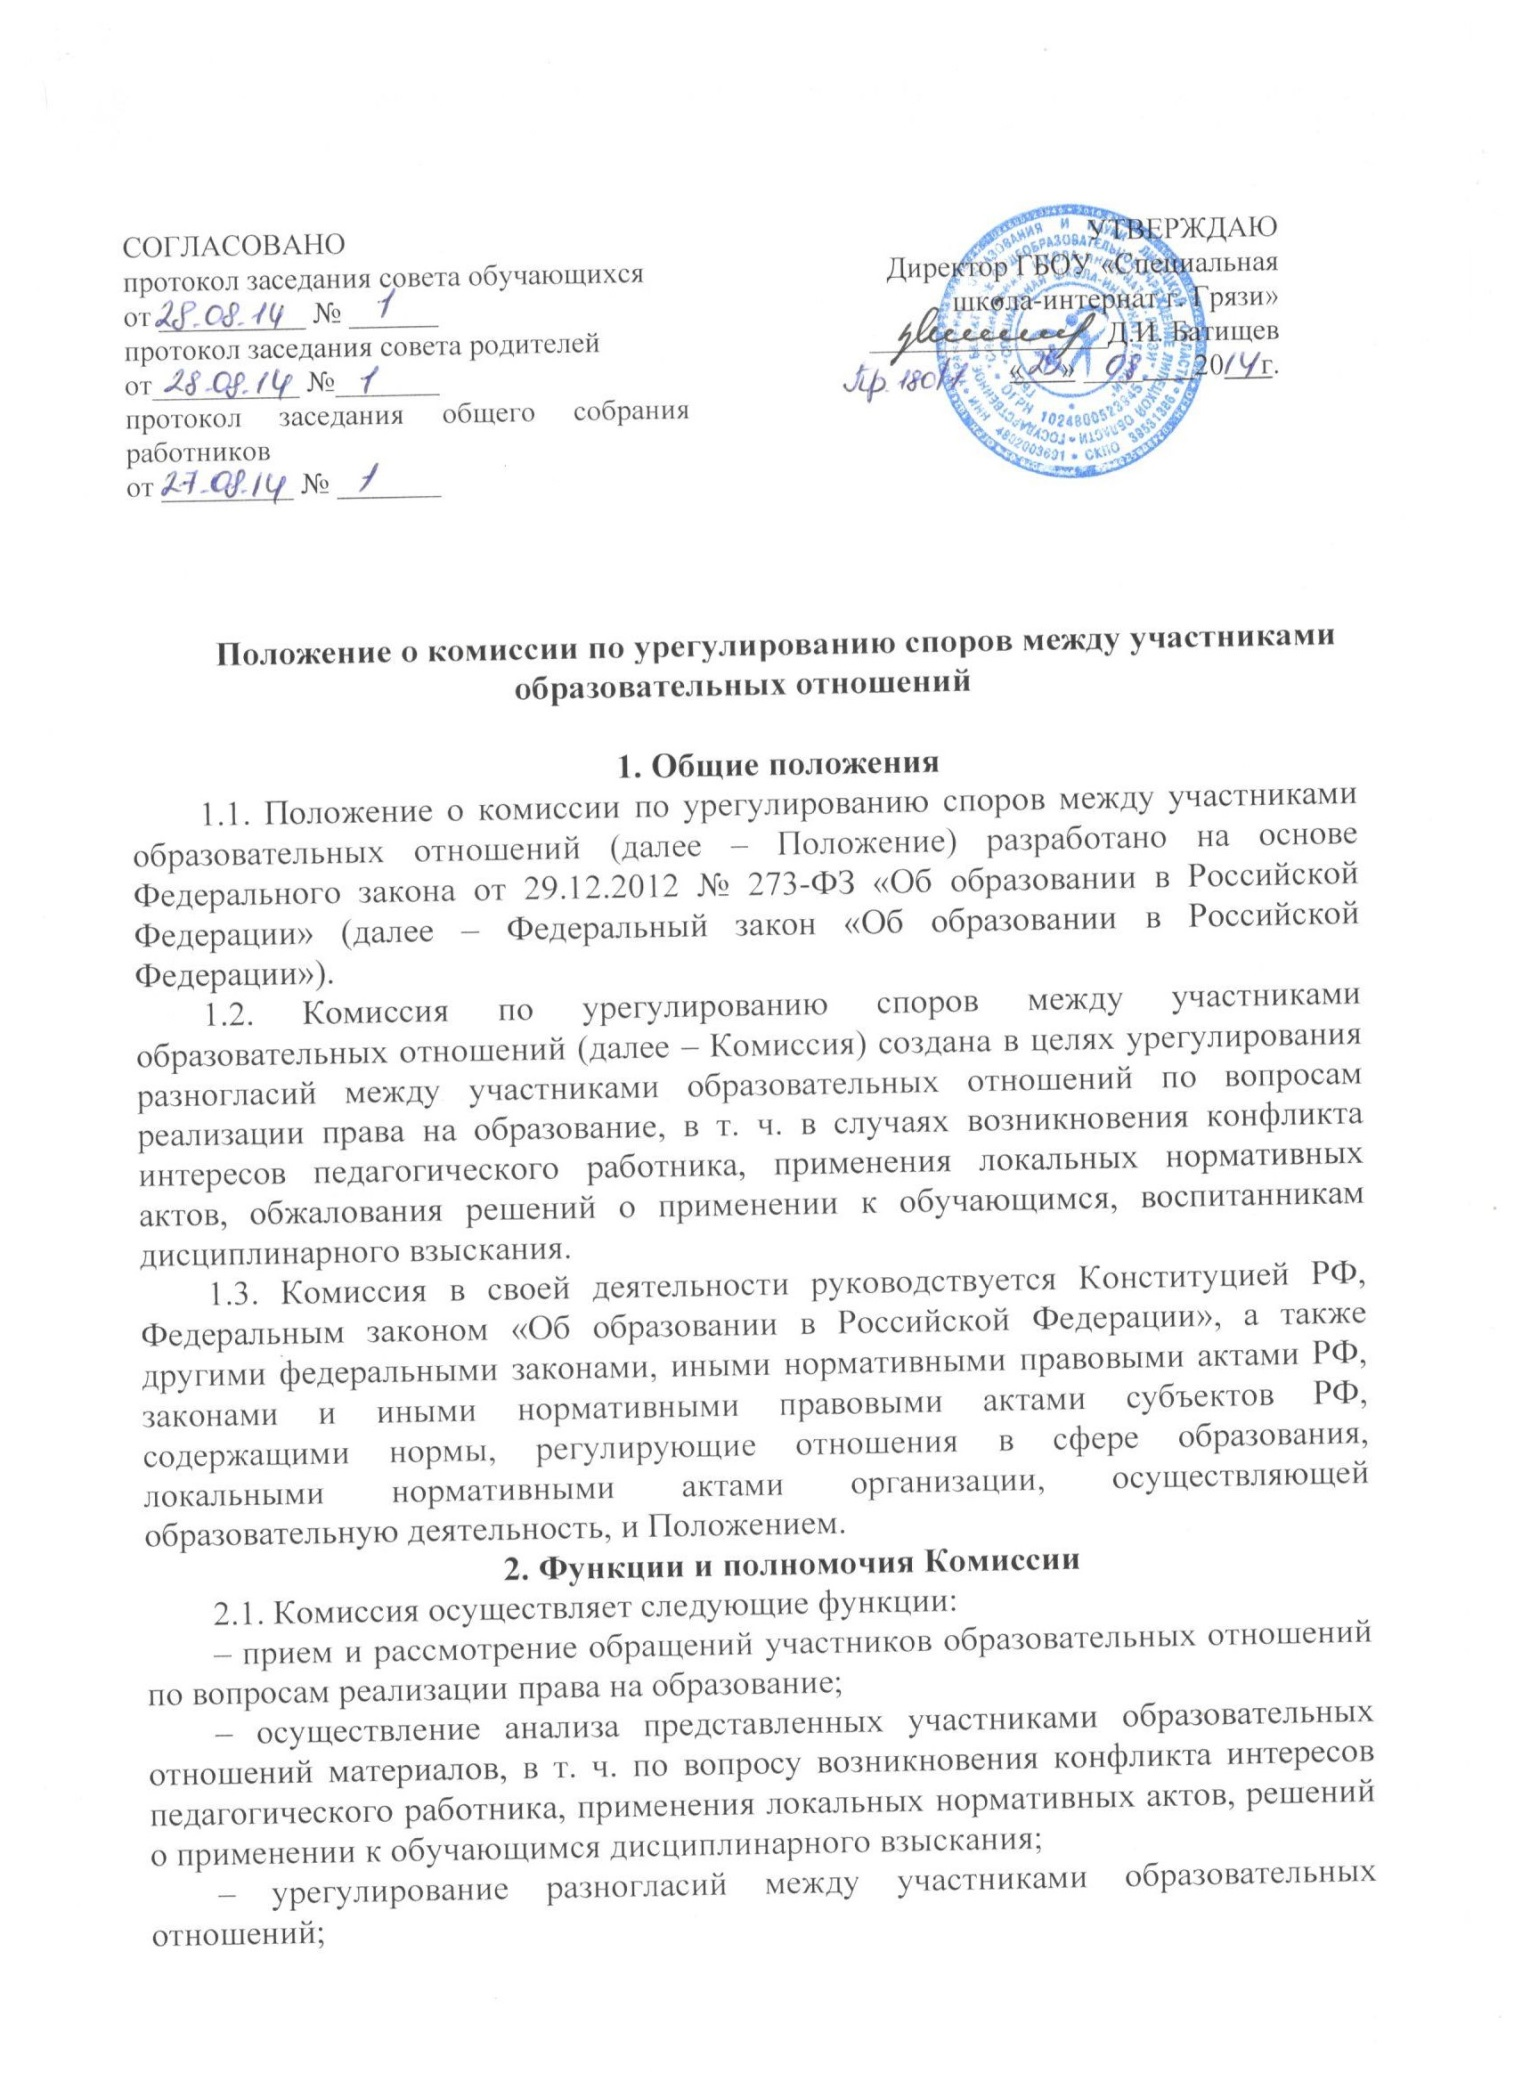 СОГЛАСОВАНО
протокол заседания совета обучающихся
от 28.08.14 № 1
протокол заседания совета родителей
от 28.08.14 № 1
протокол заседания общего собрания
работников
от 27.08.14 № 1
УТВЕРЖДАЮ
Директор ГБОУ «Специальная
школа-интернат г. Грязи»
Д.И. Батищев
Пр. « » 08 2014г.
ОГРН 1024800523945
ИНН 4802003691 • ОКПО
Положение о комиссии по урегулированию споров между участниками
образовательных отношений
1. Общие положения
1.1. Положение о комиссии по урегулированию споров между участниками
образовательных отношений (далее – Положение) разработано на основе
Федерального закона от 29.12.2012 № 273-ФЗ «Об образовании в Российской
Федерации» (далее – Федеральный закон «Об образовании в Российской
Федерации»).
1.2. Комиссия по урегулированию споров между участниками
образовательных отношений (далее – Комиссия) создана в целях урегулирования
разногласий между участниками образовательных отношений по вопросам
реализации права на образование, в т. ч. в случаях возникновения конфликта
интересов педагогического работника, применения локальных нормативных
актов, обжалования решений о применении к обучающимся, воспитанникам
дисциплинарного взыскания.
1.3. Комиссия в своей деятельности руководствуется Конституцией РФ,
Федеральным законом «Об образовании в Российской Федерации», а также
другими федеральными законами, иными нормативными правовыми актами РФ,
законами и иными нормативными правовыми актами субъектов РФ,
содержащими нормы, регулирующие отношения в сфере образования,
локальными нормативными актами организации, осуществляющей
образовательную деятельность, и Положением.
2. Функции и полномочия Комиссии
2.1. Комиссия осуществляет следующие функции:
– прием и рассмотрение обращений участников образовательных отношений
по вопросам реализации права на образование;
– осуществление анализа представленных участниками образовательных
отношений материалов, в т. ч. по вопросу возникновения конфликта интересов
педагогического работника, применения локальных нормативных актов, решений
о применении к обучающимся дисциплинарного взыскания;
– урегулирование разногласий между участниками образовательных
отношений;